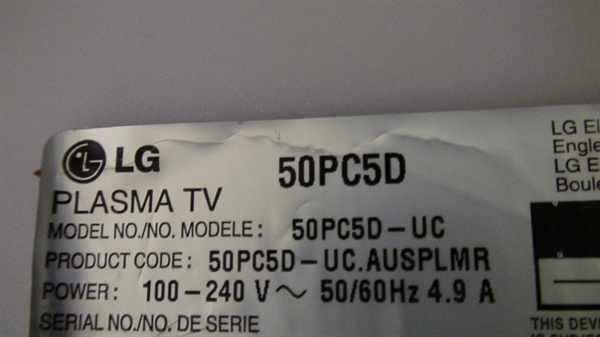 LG
50PC5D
PLASMA TV
MODEL NO./NO. MODELE : 50PC5D-UC
PRODUCT CODE : 50PC5D-UC.AUSPLMR
POWER: 100-240 V~ 50/60Hz 4.9 A
SERIAL NO./NO. DE SERIE
LG El
Engle
LG E
Boule
THIS DEVI